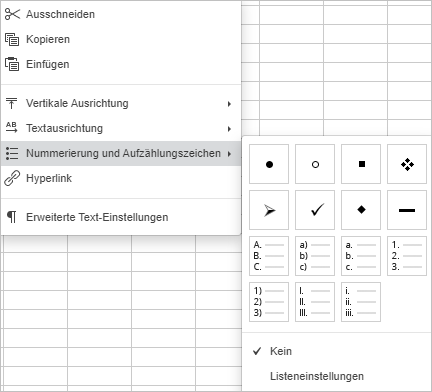 Ausschneiden
Kopieren
Einfügen
Vertikale Ausrichtung
AB Textausrichtung
Nummerierung und Aufzählungszeichen
Hyperlink
Erweiterte Text-Einstellungen
A. a) a. 1.
B. b) b. 2.
C. c) c. 3.
1) I. i.
2) II. ii.
3) III. iii.
Kein
Listeneinstellungen